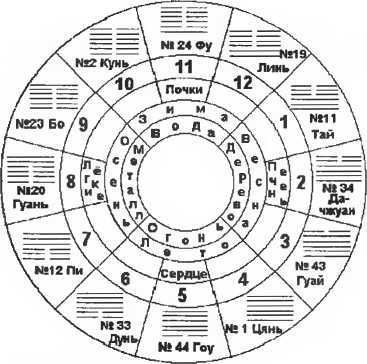 № 24 Фу
№19
Линь
№11
Тай
№ 34
Да-
чжуан
№ 43
Гуай
№ 1 Цянь
№ 44 Гоу
№ 33
Дунь
№12 Пи
№20
Гуань
№23 Бо
№2 Кунь
11
12
1
2
3
4
5
6
7
8
9
10
Почки
Печень
Сердце
Легкие
Зима
Весна
Лето
Осень
Вода
Дерево
Огонь
Металл